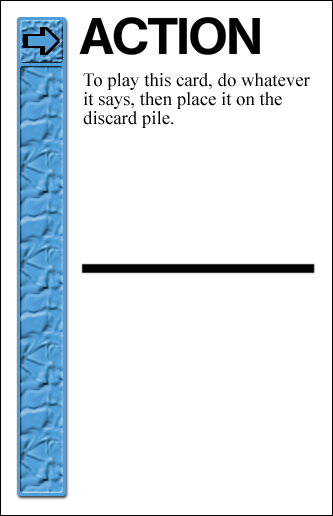 ACTION
To play this card, do whatever
it says, then place it on the
discard pile.